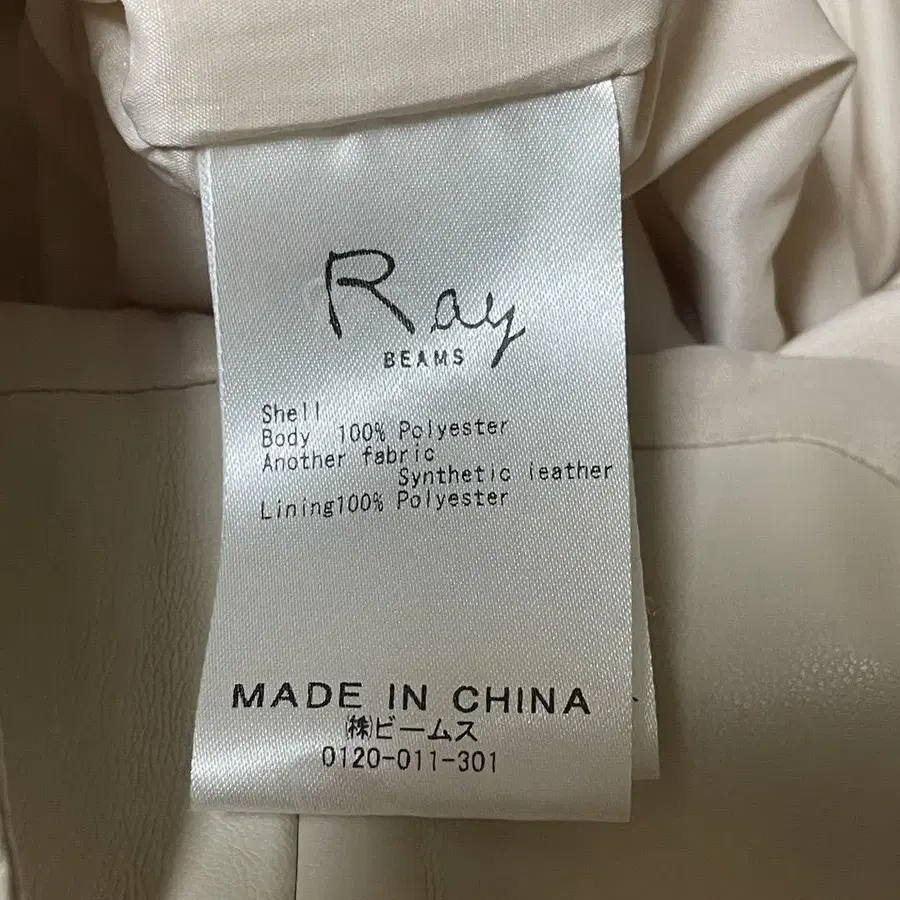 Ray
BEAMS
Shell
Body 100% Polyester
Another fabric
Synthetic leather
Lining100% Polyester
MADE IN CHINA
㈱ビームス
0120-011-301